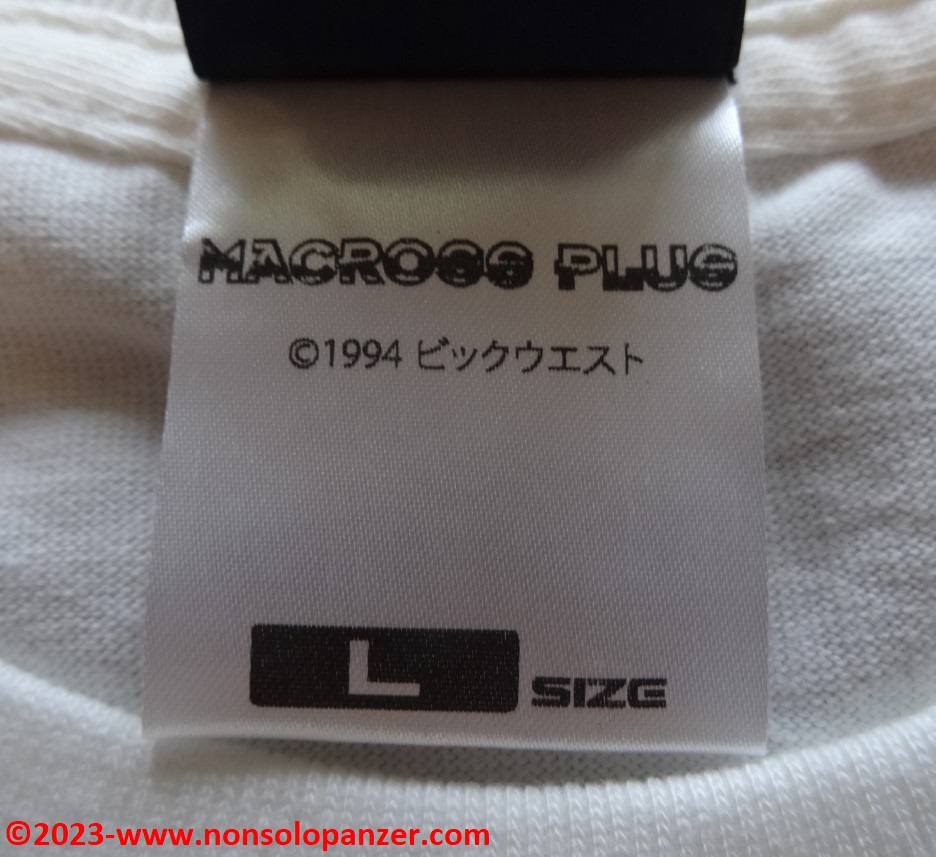 MACROSS PLUS
©1994 ビックウエスト
L SIZE
©2023-www.nonsolopanzer.com